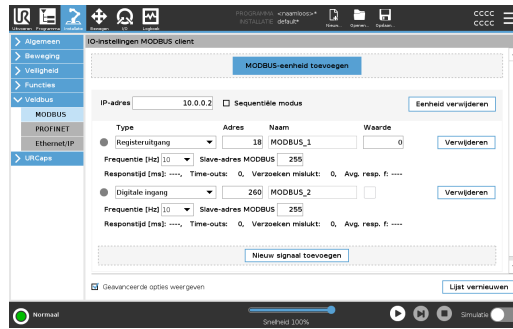 PROGRAMMA <naamloos>*
INSTALLATIE default*
Uitvoeren Programma Installatie Bewegen I/O Logboek Nieuw... Openen... Opslaan...
CCCC
CCCC
Algemeen
Beweging
Veiligheid
Functies
Veldbus
MODBUS
PROFINET
Ethernet/IP
URCaps
IO-instellingen MODBUS client
MODBUS-eenheid toevoegen
IP-adres 10.0.0.2 Sequentiële modus Eenheid verwijderen
Type Adres Naam Waarde
Registeruitgang 18 MODBUS_1 0 Verwijderen
Frequentie [Hz] 10 Slave-adres MODBUS 255
Responstijd [ms]: ----, Time-outs: 0, Verzoeken mislukt: 0, Avg. resp. f: ----
Digitale ingang 260 MODBUS_2 Verwijderen
Frequentie [Hz] 10 Slave-adres MODBUS 255
Responstijd [ms]: ----, Time-outs: 0, Verzoeken mislukt: 0, Avg. resp. f: ----
Nieuw signaal toevoegen
Geavanceerde opties weergeven
Lijst vernieuwen
Normaal
Snelheid 100%
Simulatie